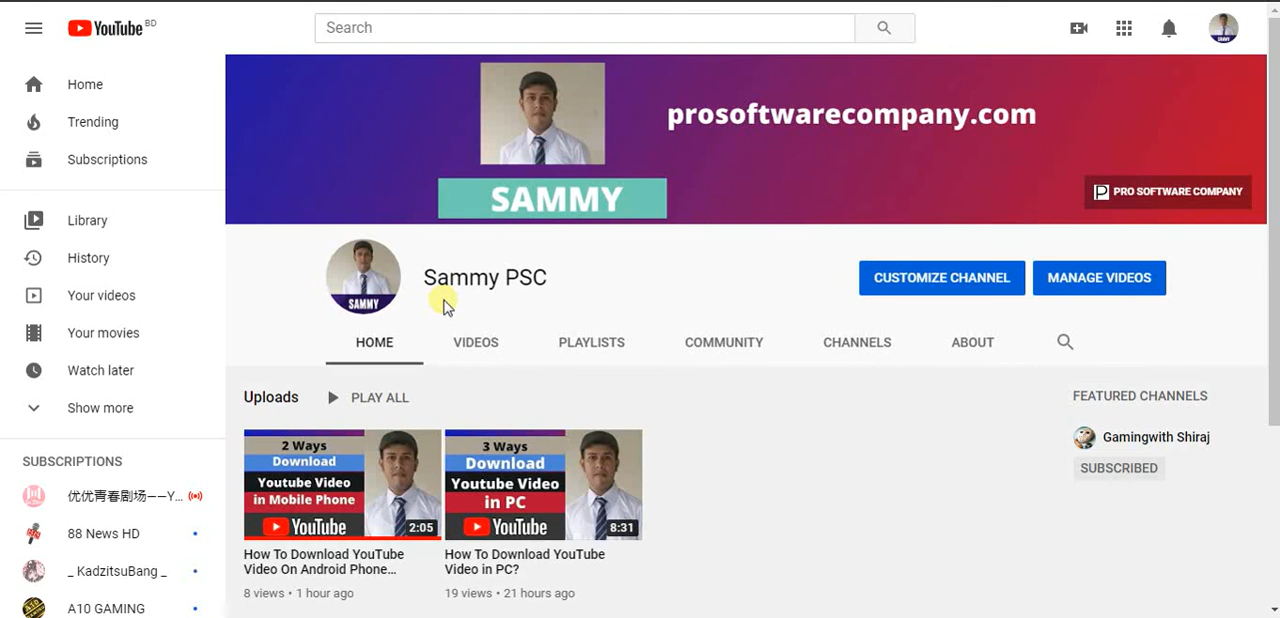 YouTube BD
Search
SAMMY
Home
Trending
Subscriptions
Library
History
Your videos
Your movies
Watch later
Show more
SUBSCRIPTIONS
优优青春剧场——Y...
88 News HD
_ KadzitsuBang _
A10 GAMING
prosoftwarecompany.com
SAMMY
PRO SOFTWARE COMPANY
SAMMY
Sammy PSC
CUSTOMIZE CHANNEL
MANAGE VIDEOS
HOME VIDEOS PLAYLISTS COMMUNITY CHANNELS ABOUT
Uploads PLAY ALL
2 Ways
Download
Youtube Video
in Mobile Phone
YouTube
2:05
How To Download YouTube
Video On Android Phone...
8 views • 1 hour ago
3 Ways
Download
Youtube Video
in PC
YouTube
8:31
How To Download YouTube
Video in PC?
19 views • 21 hours ago
FEATURED CHANNELS
Gamingwith Shiraj
SUBSCRIBED